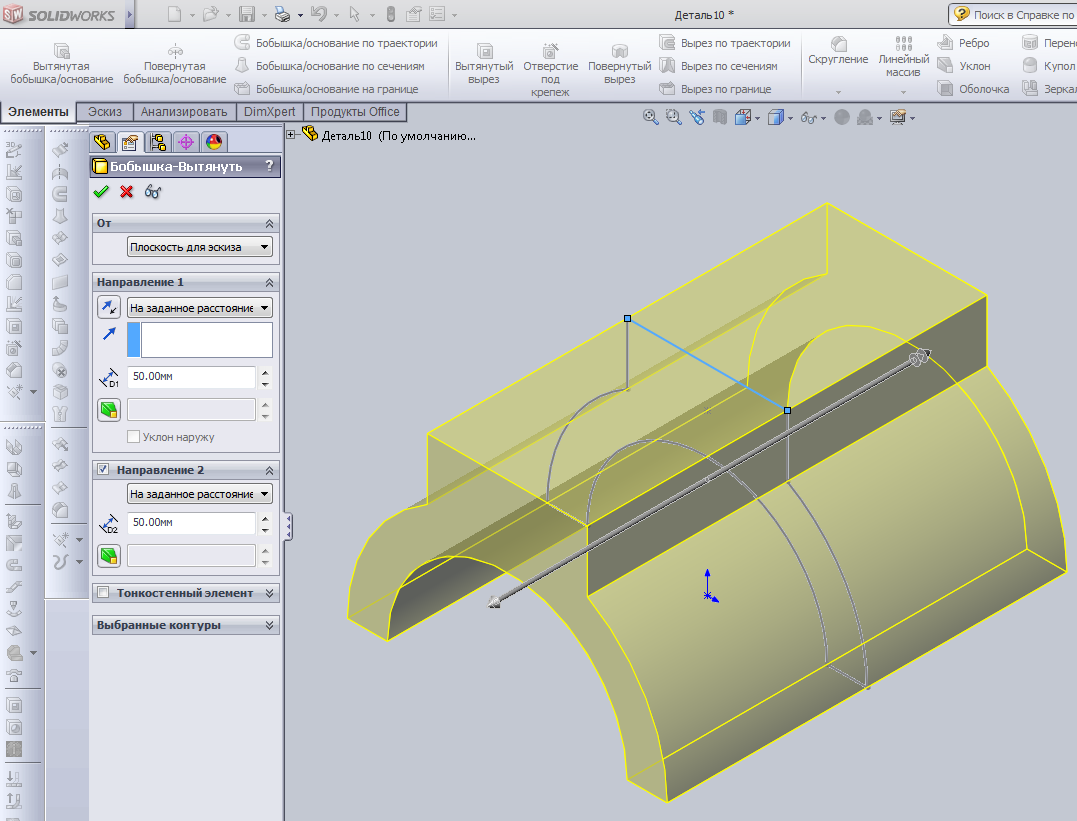 SOLIDWORKS
Деталь10 *
Поиск в Справке по
Вытянутая
бобышка/основание
Повернутая
бобышка/основание
Бобышка/основание по траектории
Бобышка/основание по сечениям
Бобышка/основание на границе
Вытянутый
вырез
Отверстие
под
крепеж
Повернутый
вырез
Вырез по траектории
Вырез по сечениям
Вырез по границе
Скругление
Линейный
массив
Ребро
Уклон
Оболочка
Перено
Купол
Зеркал
Элементы
Эскиз
Анализировать
DimXpert
Продукты Office
Деталь10 (По умолчанию...
Бобышка-Вытянуть ?
От
Плоскость для эскиза
Направление 1
На заданное расстояние
D1
50.00мм
Уклон наружу
Направление 2
На заданное расстояние
D2
50.00мм
Тонкостенный элемент
Выбранные контуры